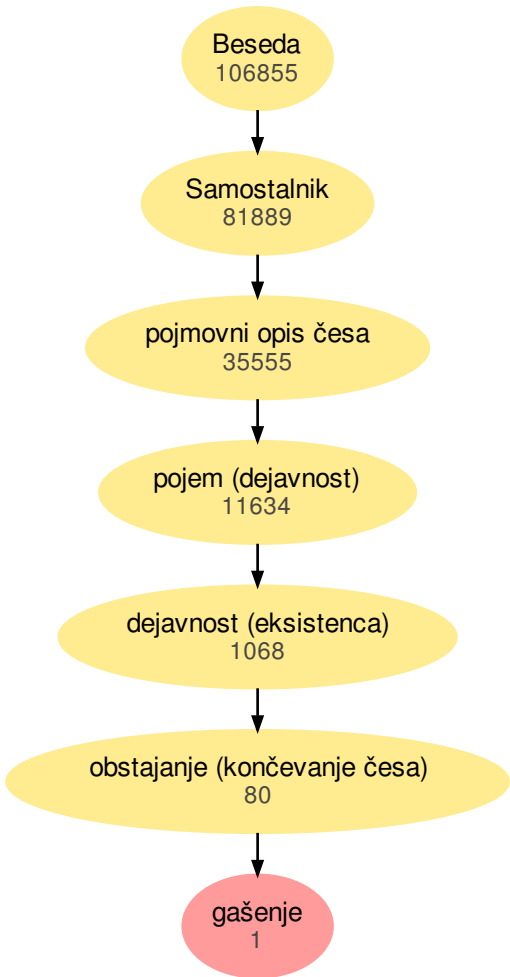 Beseda
106855
Samostalnik
81889
pojmovni opis česa
35555
pojem (dejavnost)
11634
dejavnost (eksistenca)
1068
obstajanje (končevanje česa)
80
gašenje
1